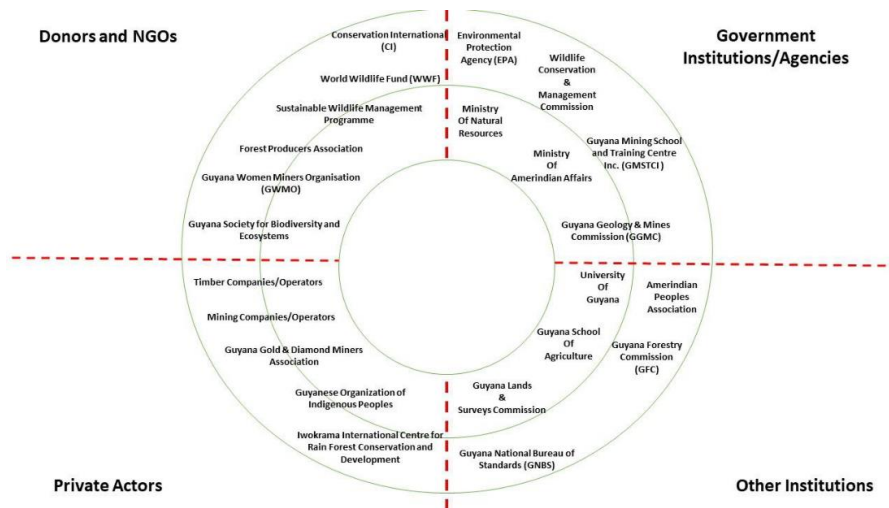 Donors and NGOs
Conservation International
(CI)
World Wildlife Fund (WWF)
Sustainable Wildlife Management
Programme
Forest Producers Association
Guyana Women Miners Organisation
(GWMO)
Guyana Society for Biodiversity and
Ecosystems
Government
Institutions/Agencies
Environmental
Protection
Agency (EPA)
Wildlife
Conservation
&
Management
Commission
Ministry
Of Natural
Resources
Guyana Mining School
and Training Centre
Inc. (GMSTCI)
Ministry
Of
Amerindian Affairs
Guyana Geology & Mines
Commission (GGMC)
Timber Companies/Operators
Mining Companies/Operators
Guyana Gold & Diamond Miners
Association
Guyanese Organization of
Indigenous Peoples
Iwokrama International Centre for
Rain Forest Conservation and
Development
Private Actors
University
Of
Guyana
Amerindian
Peoples
Association
Guyana School
Of
Agriculture
Guyana Forestry
Commission
(GFC)
Guyana Lands
&
Surveys Commission
Guyana National Bureau of
Standards (GNBS)
Other Institutions